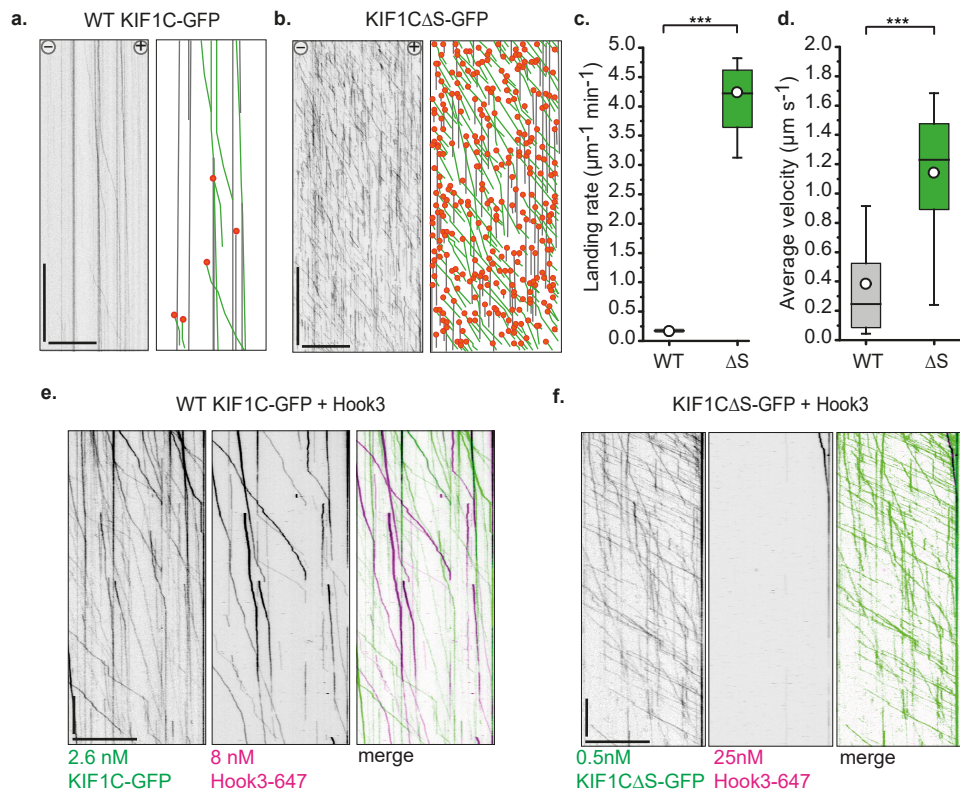 a.
WT KIF1C-GFP
− +
b.
KIF1CΔS-GFP
− +
c.
***
Landing rate (µm⁻¹ min⁻¹)
5.0
4.5
4.0
3.5
3.0
2.5
2.0
1.5
1.0
0.5
0.0
WT ΔS
d.
***
Average velocity (µm s⁻¹)
2.0
1.8
1.6
1.4
1.2
1.0
0.8
0.6
0.4
0.2
0.0
WT ΔS
e.
WT KIF1C-GFP + Hook3
2.6 nM
KIF1C-GFP
8 nM
Hook3-647
merge
f.
KIF1CΔS-GFP + Hook3
0.5nM
KIF1CΔS-GFP
25nM
Hook3-647
merge